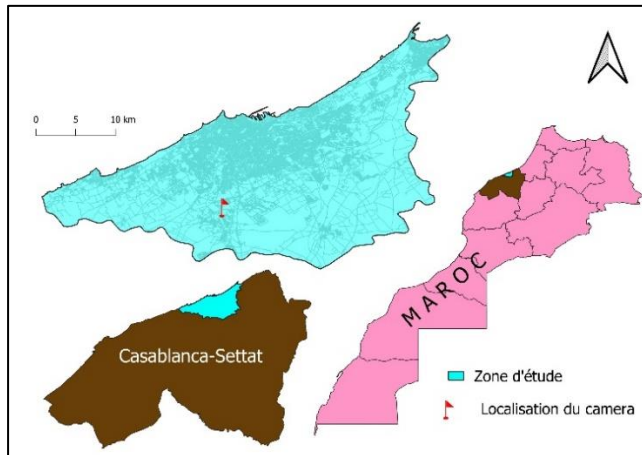 0 5 10 km
MAROC
Casablanca-Settat
Zone d'étude
Localisation du camera